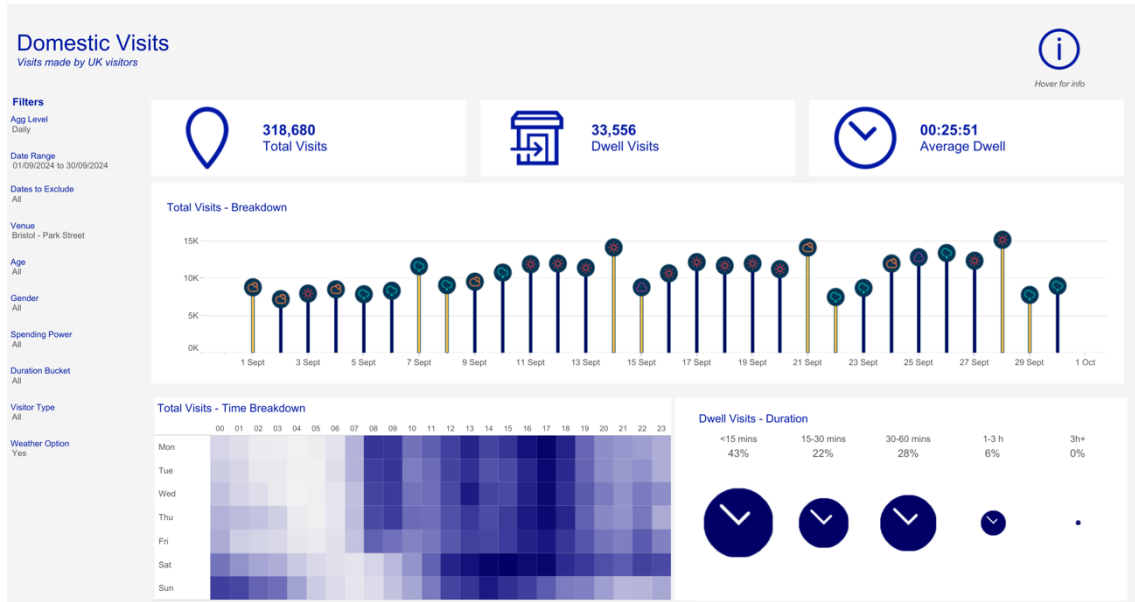 Domestic Visits
Visits made by UK visitors
Hover for info
Filters
Agg Level
Daily
Date Range
01/09/2024 to 30/09/2024
Dates to Exclude
All
Venue
Bristol - Park Street
Age
All
Gender
All
Spending Power
All
Duration Bucket
All
Visitor Type
All
Weather Option
Yes
318,680
Total Visits
33,556
Dwell Visits
00:25:51
Average Dwell
Total Visits - Breakdown
15K
10K
5K
0K
1 Sept 3 Sept 5 Sept 7 Sept 9 Sept 11 Sept 13 Sept 15 Sept 17 Sept 19 Sept 21 Sept 23 Sept 25 Sept 27 Sept 29 Sept 1 Oct
Total Visits - Time Breakdown
00 01 02 03 04 05 06 07 08 09 10 11 12 13 14 15 16 17 18 19 20 21 22 23
Mon
Tue
Wed
Thu
Fri
Sat
Sun
Dwell Visits - Duration
<15 mins 15-30 mins 30-60 mins 1-3 h 3h+
43% 22% 28% 6% 0%